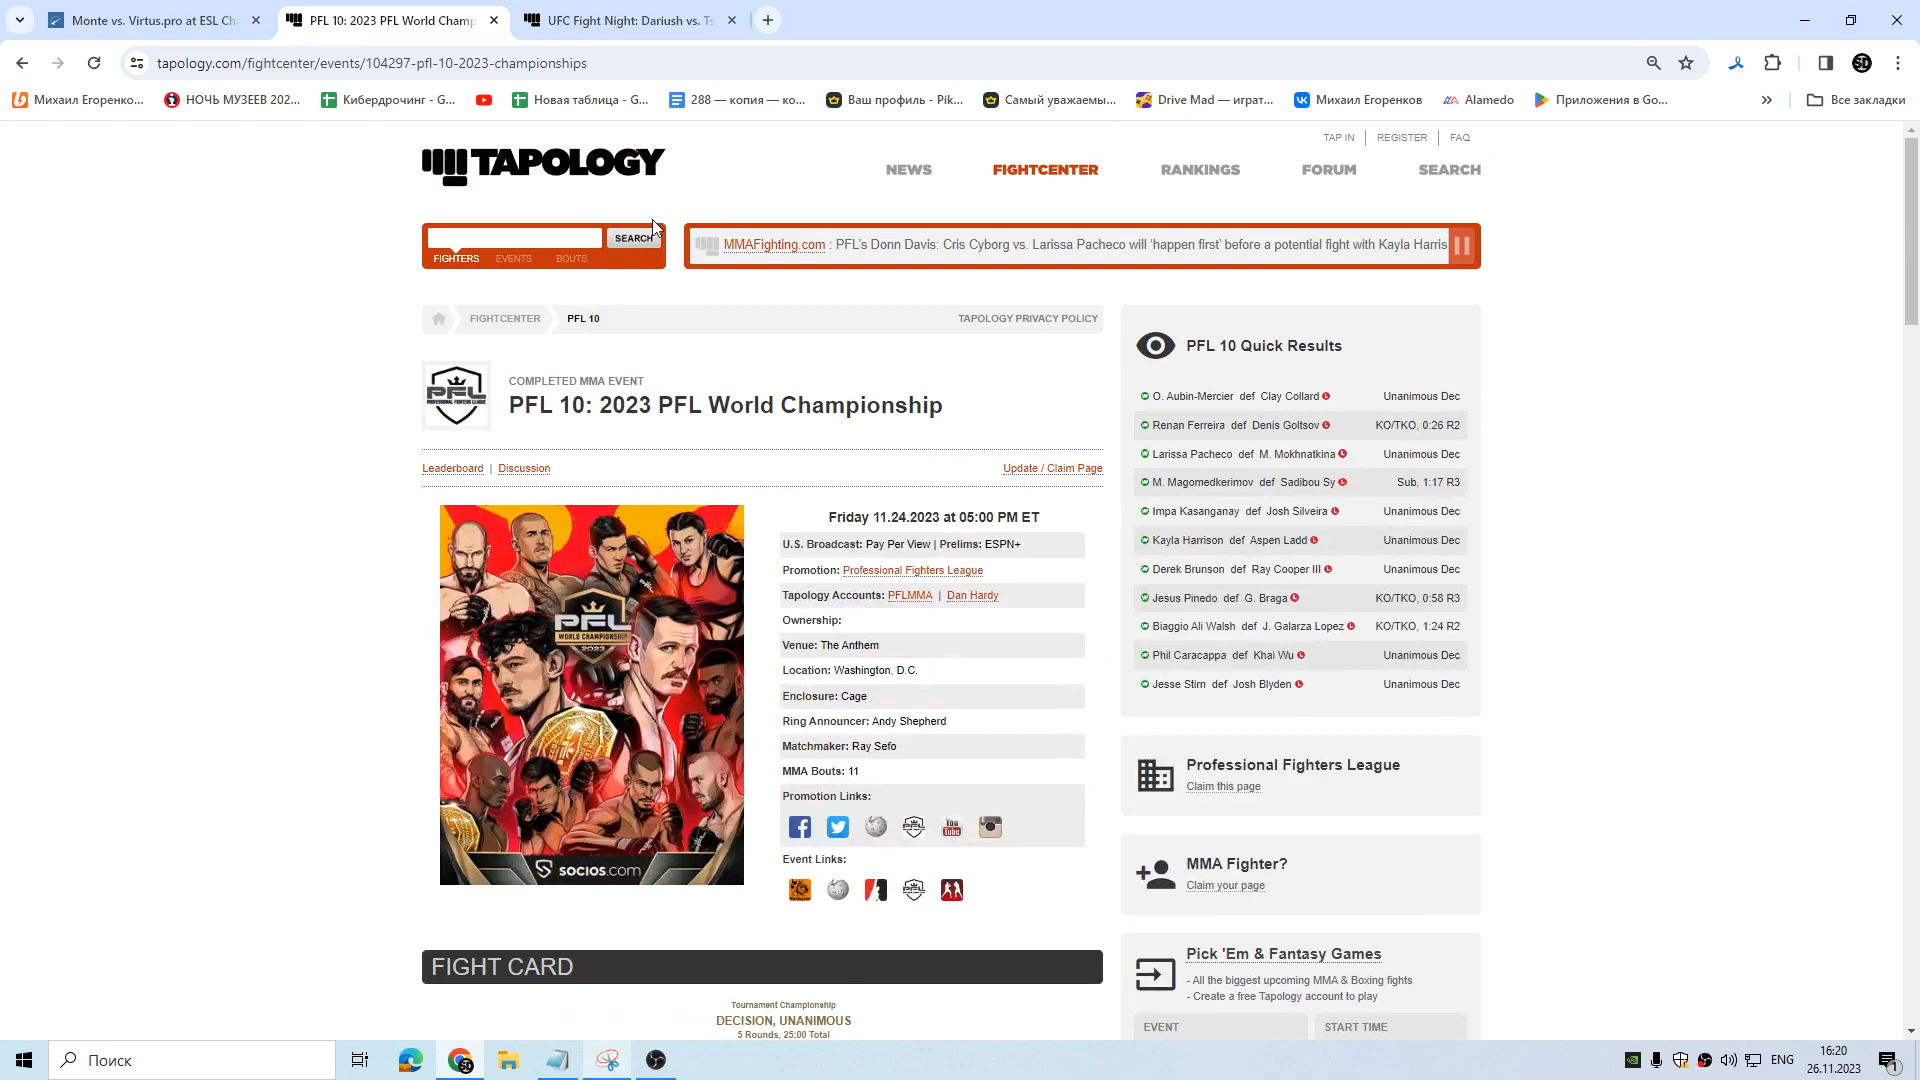 Monte vs. Virtus.pro at ESL Ch
PFL 10: 2023 PFL World Champ
UFC Fight Night: Dariush vs. Ts
tapology.com/fightcenter/events/104297-pfl-10-2023-championships
Михаил Егоренко...
НОЧЬ МУЗЕЕВ 202...
Кибердрочинг - G...
Новая таблица - G...
288 — копия — ко...
Ваш профиль - Pik...
Самый уважаемы...
Drive Mad — играт...
Михаил Егоренков
Alamedo
Приложения в Go...
Все закладки
TAP IN
REGISTER
FAQ
TAPOLOGY
NEWS
FIGHTCENTER
RANKINGS
FORUM
SEARCH
SEARCH
FIGHTERS EVENTS BOUTS
MMAFighting.com : PFL's Donn Davis: Cris Cyborg vs. Larissa Pacheco will 'happen first' before a potential fight with Kayla Harris
FIGHTCENTER
PFL 10
TAPOLOGY PRIVACY POLICY
PFL
COMPLETED MMA EVENT
PFL 10: 2023 PFL World Championship
Leaderboard | Discussion
Update / Claim Page
PFL
WORLD CHAMPIONSHIP
2023
socios.com
Friday 11.24.2023 at 05:00 PM ET
U.S. Broadcast: Pay Per View | Prelims: ESPN+
Promotion: Professional Fighters League
Tapology Accounts: PFLMMA | Dan Hardy
Ownership:
Venue: The Anthem
Location: Washington, D.C.
Enclosure: Cage
Ring Announcer: Andy Shepherd
Matchmaker: Ray Sefo
MMA Bouts: 11
Promotion Links:
You
Tube
Event Links:
FIGHT CARD
Tournament Championship
DECISION, UNANIMOUS
5 Rounds, 25:00 Total
PFL 10 Quick Results
O. Aubin-Mercier def Clay Collard L Unanimous Dec
Renan Ferreira def Denis Goltsov L KO/TKO, 0:26 R2
Larissa Pacheco def M. Mokhnatkina L Unanimous Dec
M. Magomedkerimov def Sadibou Sy L Sub, 1:17 R3
Impa Kasanganay def Josh Silveira L Unanimous Dec
Kayla Harrison def Aspen Ladd L Unanimous Dec
Derek Brunson def Ray Cooper III L Unanimous Dec
Jesus Pinedo def G. Braga L KO/TKO, 0:58 R3
Biaggio Ali Walsh def J. Galarza Lopez L KO/TKO, 1:24 R2
Phil Caracappa def Khai Wu L Unanimous Dec
Jesse Stirn def Josh Blyden L Unanimous Dec
Professional Fighters League
Claim this page
MMA Fighter?
Claim your page
Pick 'Em & Fantasy Games
- All the biggest upcoming MMA & Boxing fights
- Create a free Tapology account to play
EVENT
START TIME
Поиск
ENG
16:20
26.11.2023
1